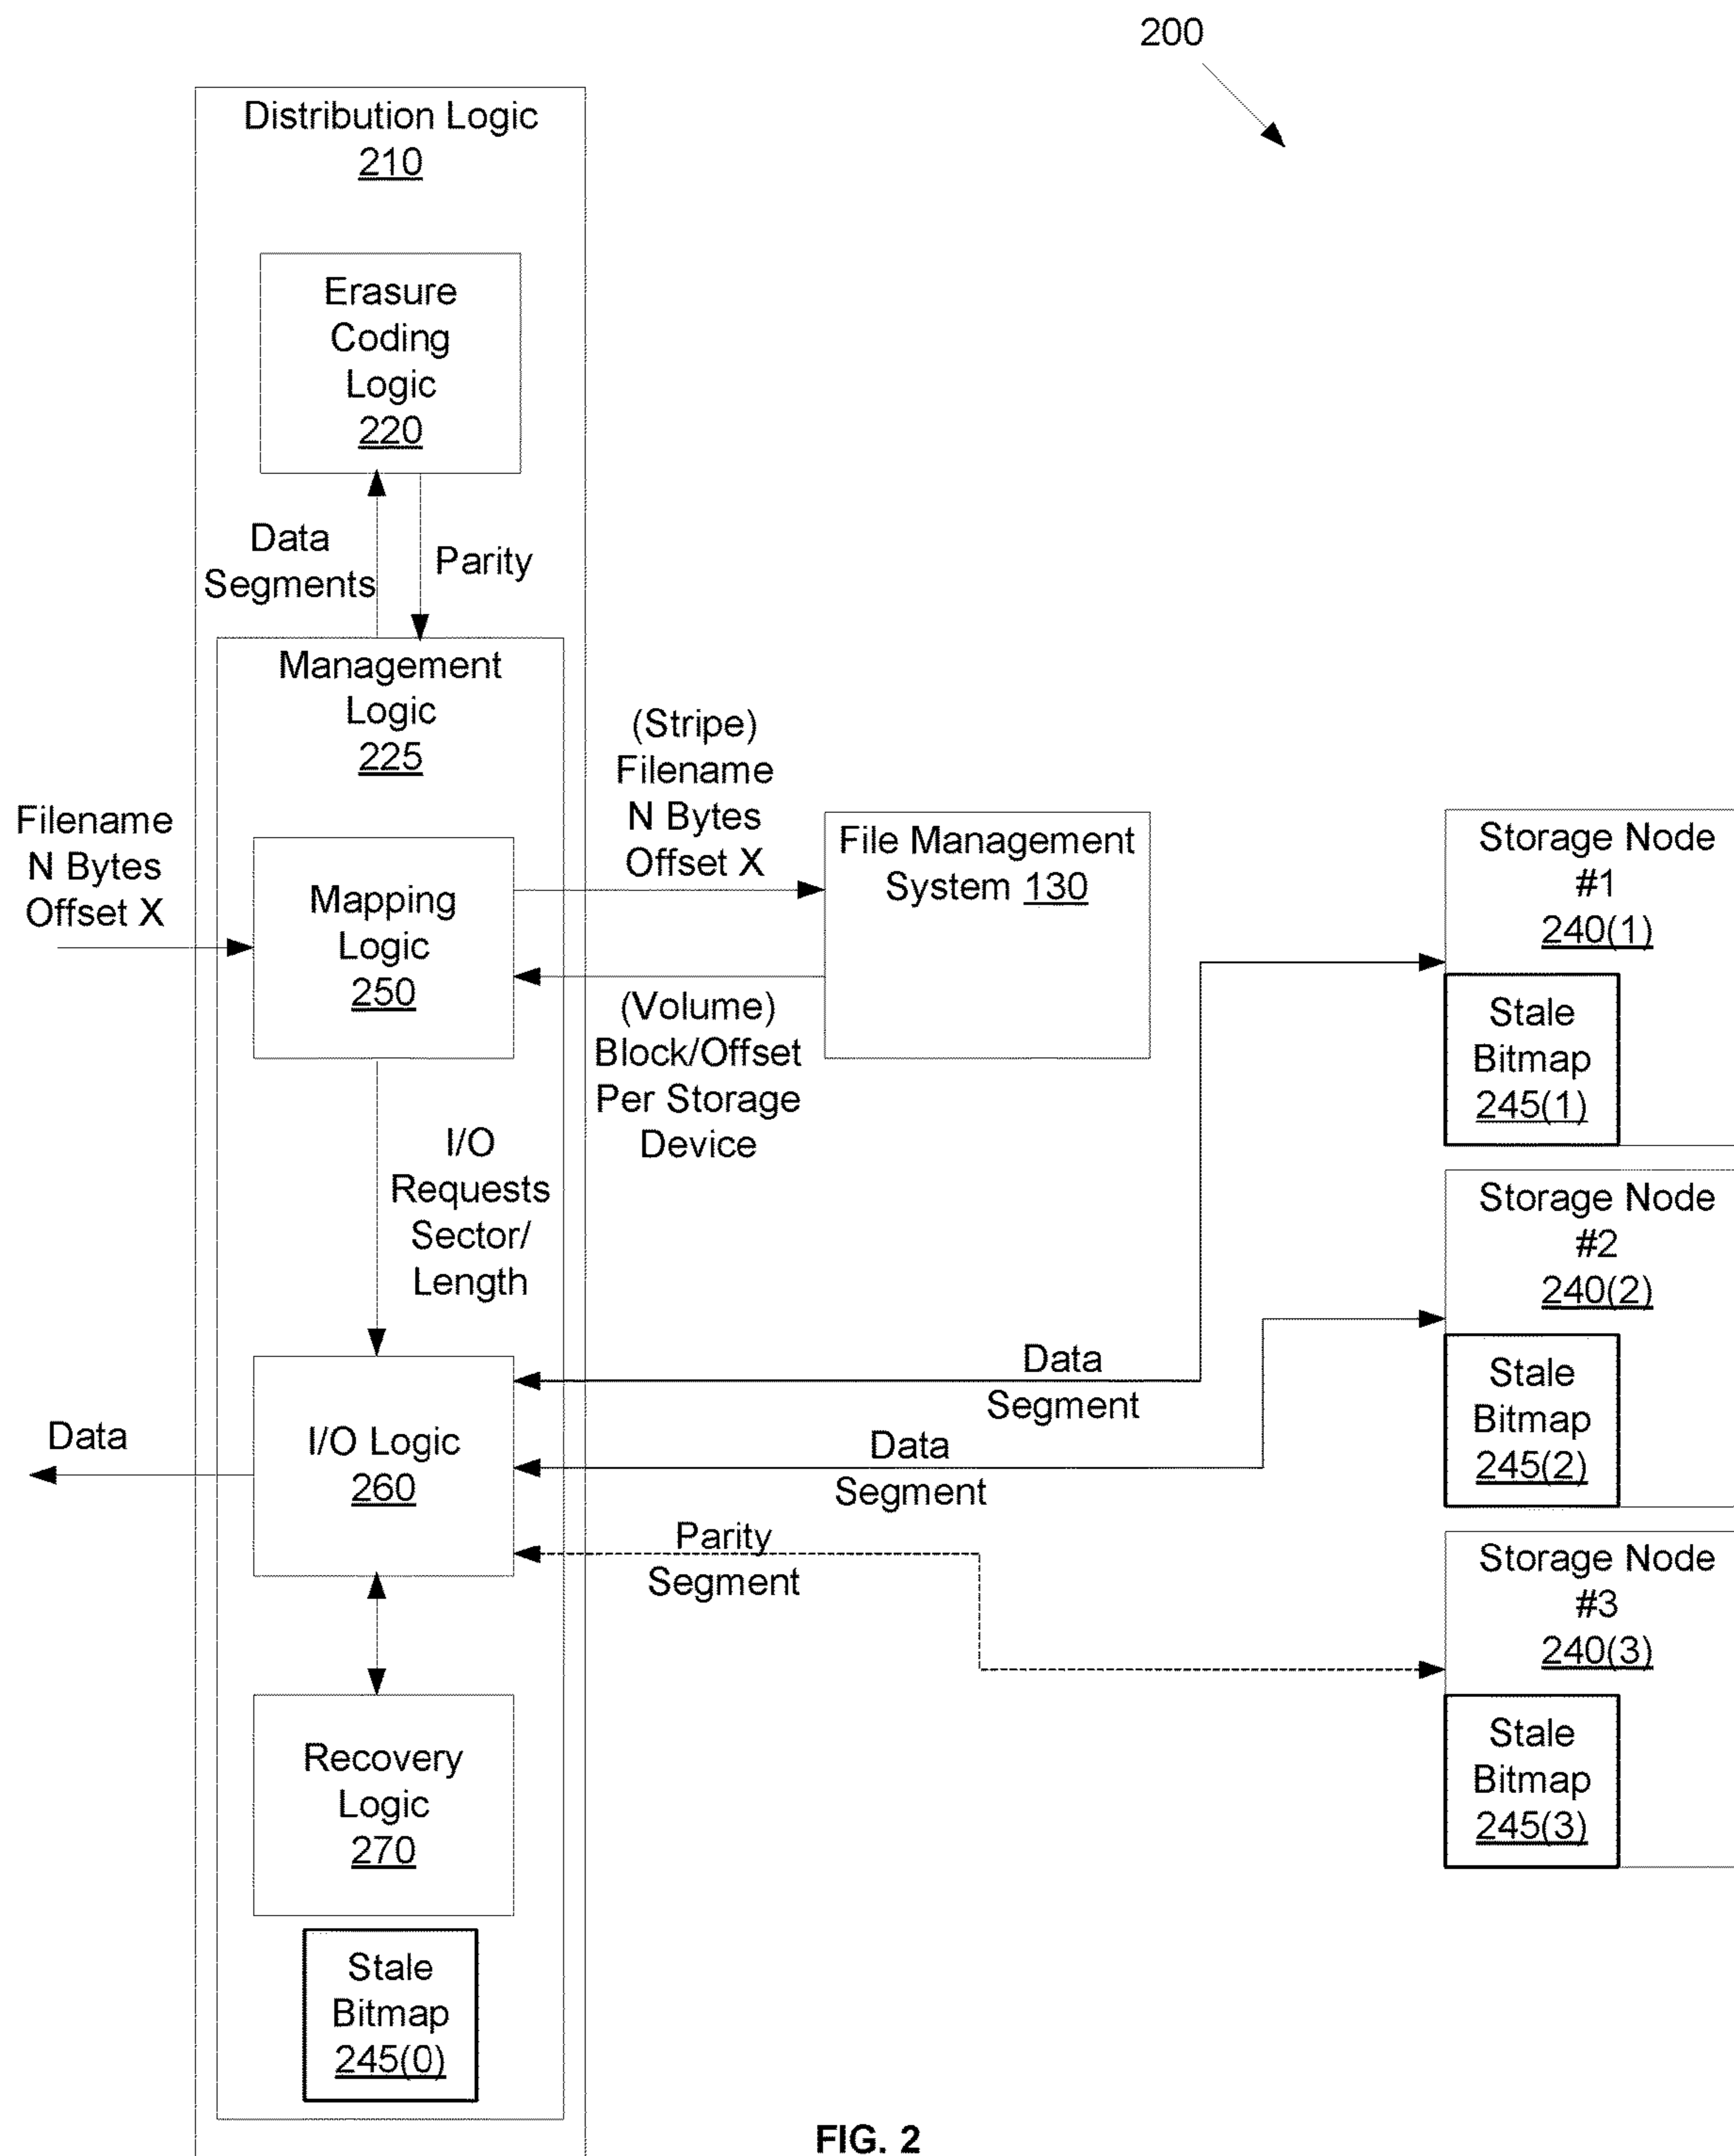 200
Distribution Logic
210
Erasure
Coding
Logic
220
Data
Segments
Parity
Management
Logic
225
Filename
N Bytes
Offset X
Mapping
Logic
250
(Stripe)
Filename
N Bytes
Offset X
File Management
System 130
(Volume)
Block/Offset
Per Storage
Device
I/O
Requests
Sector/
Length
Storage Node
#1
240(1)
Stale
Bitmap
245(1)
Storage Node
#2
240(2)
Stale
Bitmap
245(2)
Storage Node
#3
240(3)
Stale
Bitmap
245(3)
Data
Segment
Data
Segment
Parity
Segment
Data
I/O Logic
260
Recovery
Logic
270
Stale
Bitmap
245(0)
FIG. 2